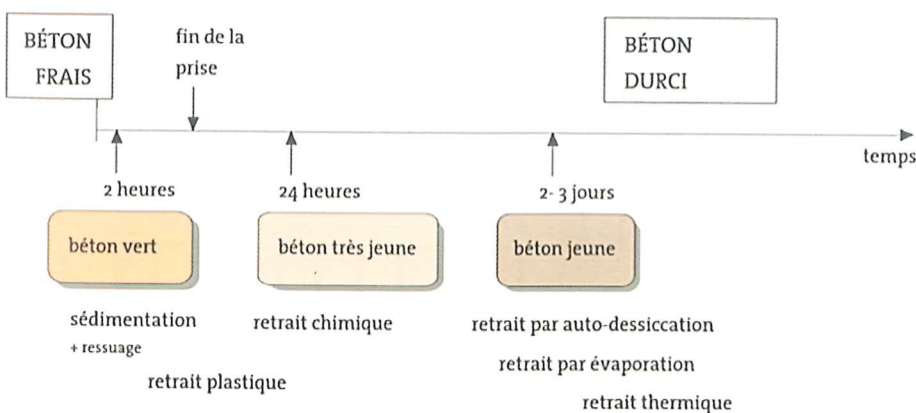 BÉTON
FRAIS
fin de la
prise
BÉTON
DURCI
temps
2 heures
24 heures
2- 3 jours
béton vert
béton très jeune
béton jeune
sédimentation
+ ressuage
retrait plastique
retrait chimique
retrait par auto-dessiccation
retrait par évaporation
retrait thermique